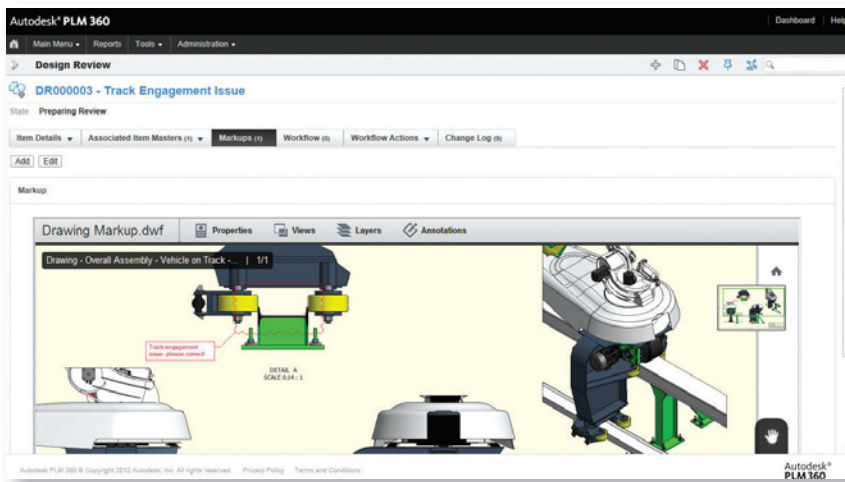 Autodesk® PLM 360
Dashboard | Help
Main Menu Reports Tools Administration
Design Review
DR000003 - Track Engagement Issue
State Preparing Review
Item Details Associated Item Masters (1) Markups (1) Workflow (0) Workflow Actions Change Log (9)
Add Edit
Markup
Drawing Markup.dwf Properties Views Layers Annotations
Drawing - Overall Assembly - Vehicle on Track -... | 1/1
Track engagement
issue- please correct!
DETAIL A
SCALE 0.14 : 1
Autodesk PLM 360 © Copyright 2012 Autodesk, Inc. All rights reserved. Privacy Policy Terms and Conditions
Autodesk®
PLM 360